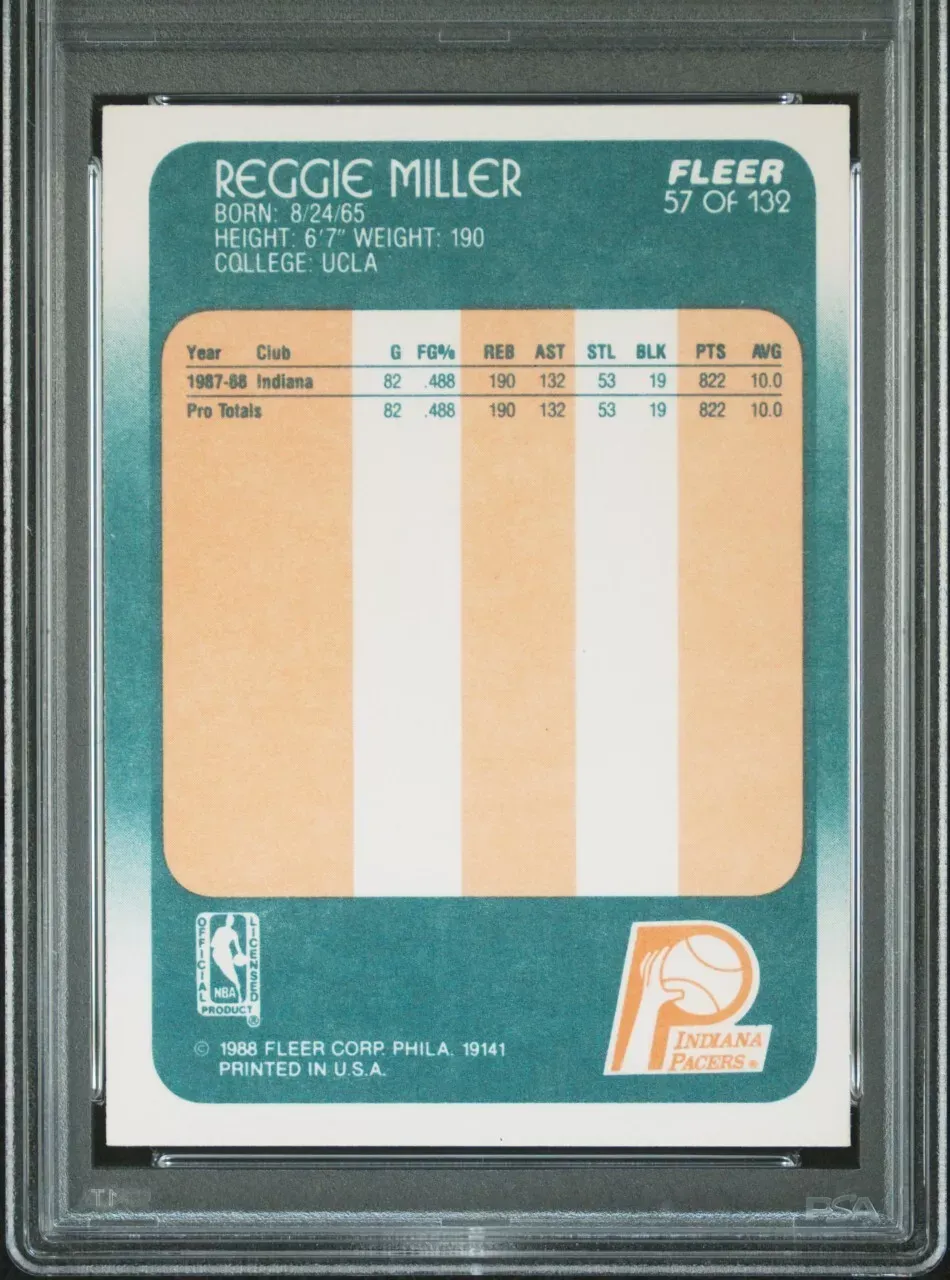 REGGIE MILLER
BORN: 8/24/65
HEIGHT: 6'7" WEIGHT: 190
COLLEGE: UCLA
FLEER
57 OF 132
Year Club G FG% REB AST STL BLK PTS AVG
1987-88 Indiana 82 .488 190 132 53 19 822 10.0
Pro Totals 82 .488 190 132 53 19 822 10.0
OFFICIAL LICENSED
NBA
PRODUCT ®
INDIANA
PACERS ®
© 1988 FLEER CORP. PHILA. 19141
PRINTED IN U.S.A.
PSA